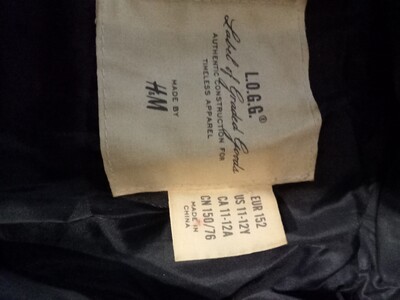 L.O.G.G.®
Label of Graded Goods
AUTHENTIC CONSTRUCTION FOR
TIMELESS APPAREL
MADE BY
H&M
EUR 152
US 11-12Y
CA 11-12A
CN 150/76
MADE IN
CHINA